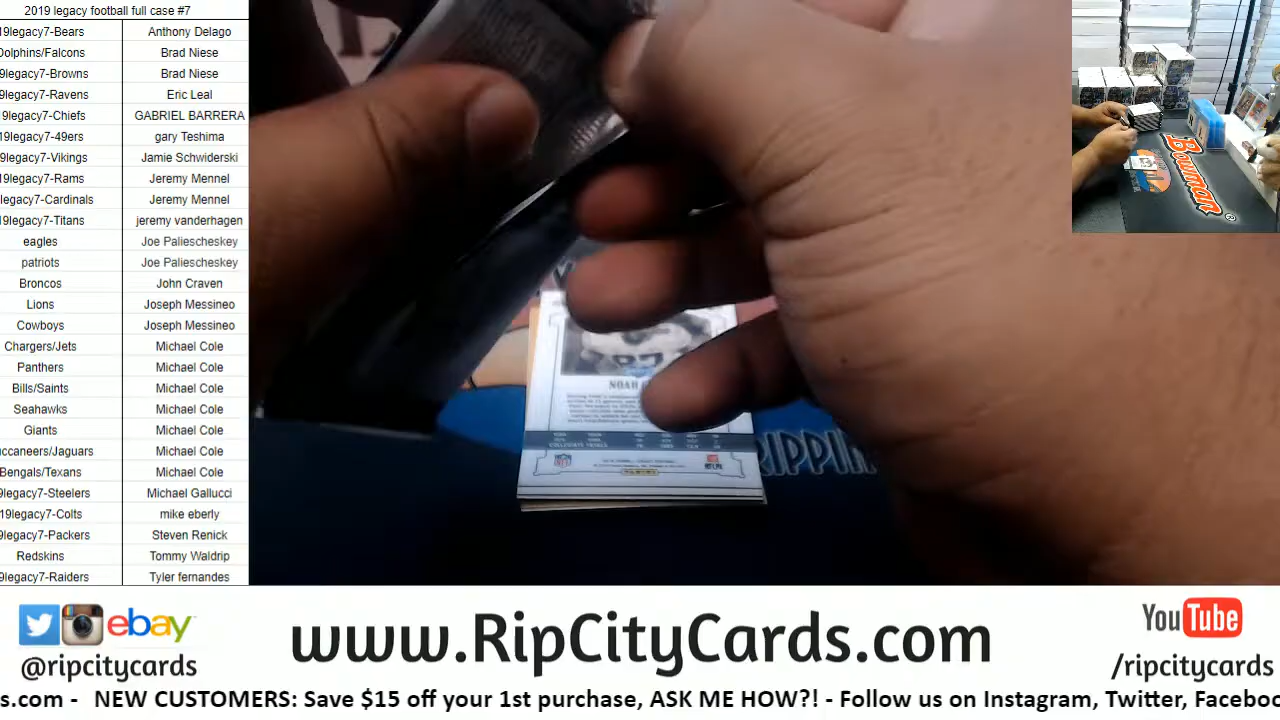 2019 legacy football full case #7
19legacy7-Bears Anthony Delago
Dolphins/Falcons Brad Niese
9legacy7-Browns Brad Niese
9legacy7-Ravens Eric Leal
9legacy7-Chiefs GABRIEL BARRERA
19legacy7-49ers gary Teshima
9legacy7-Vikings Jamie Schwiderski
19legacy7-Rams Jeremy Mennel
legacy7-Cardinals Jeremy Mennel
19legacy7-Titans jeremy vanderhagen
eagles Joe Paliescheskey
patriots Joe Paliescheskey
Broncos John Craven
Lions Joseph Messineo
Cowboys Joseph Messineo
Chargers/Jets Michael Cole
Panthers Michael Cole
Bills/Saints Michael Cole
Seahawks Michael Cole
Giants Michael Cole
uccaneers/Jaguars Michael Cole
Bengals/Texans Michael Cole
9legacy7-Steelers Michael Gallucci
19legacy7-Colts mike eberly
9legacy7-Packers Steven Renick
Redskins Tommy Waldrip
9legacy7-Raiders Tyler fernandes
NOAH
RIPPIN
Bowman
ebay
@ripcitycards
www.RipCityCards.com
YouTube
/ripcitycards
s.com - NEW CUSTOMERS: Save $15 off your 1st purchase, ASK ME HOW?! - Follow us on Instagram, Twitter, Facebo